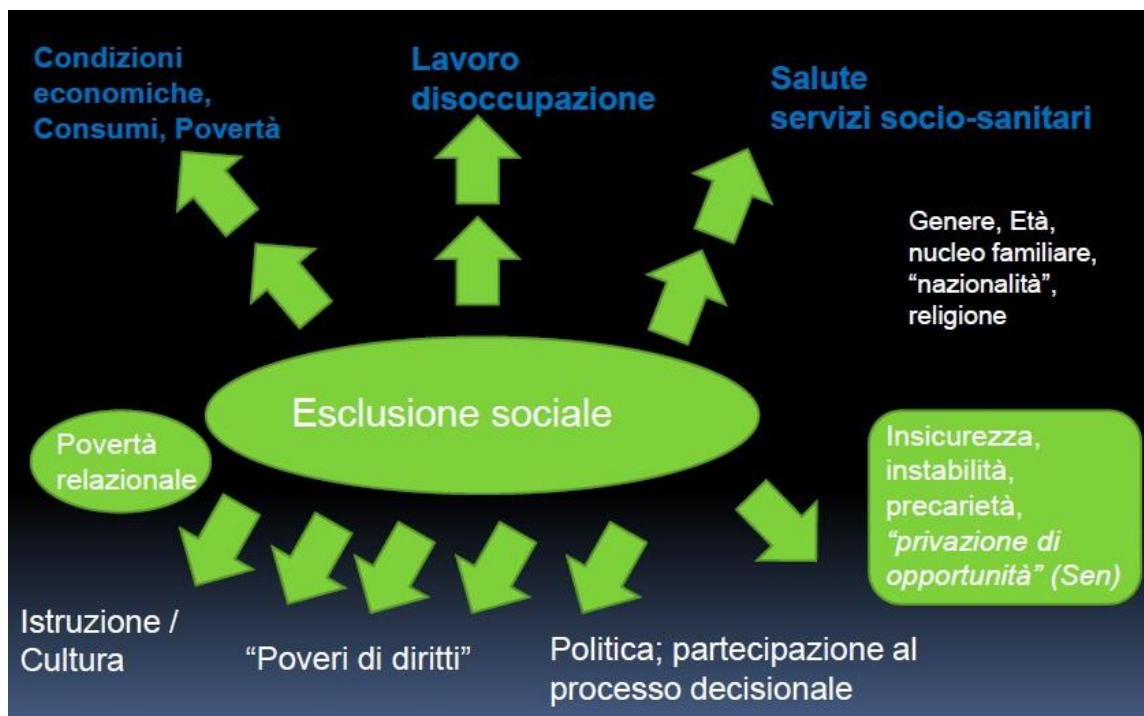 Condizioni
economiche,
Consumi, Povertà
Lavoro
disoccupazione
Salute
servizi socio-sanitari
Genere, Età,
nucleo familiare,
“nazionalità”,
religione
Esclusione sociale
Povertà
relazionale
Insicurezza,
instabilità,
precarietà,
“privazione di
opportunità” (Sen)
Istruzione /
Cultura
“Poveri di diritti”
Politica; partecipazione al
processo decisionale